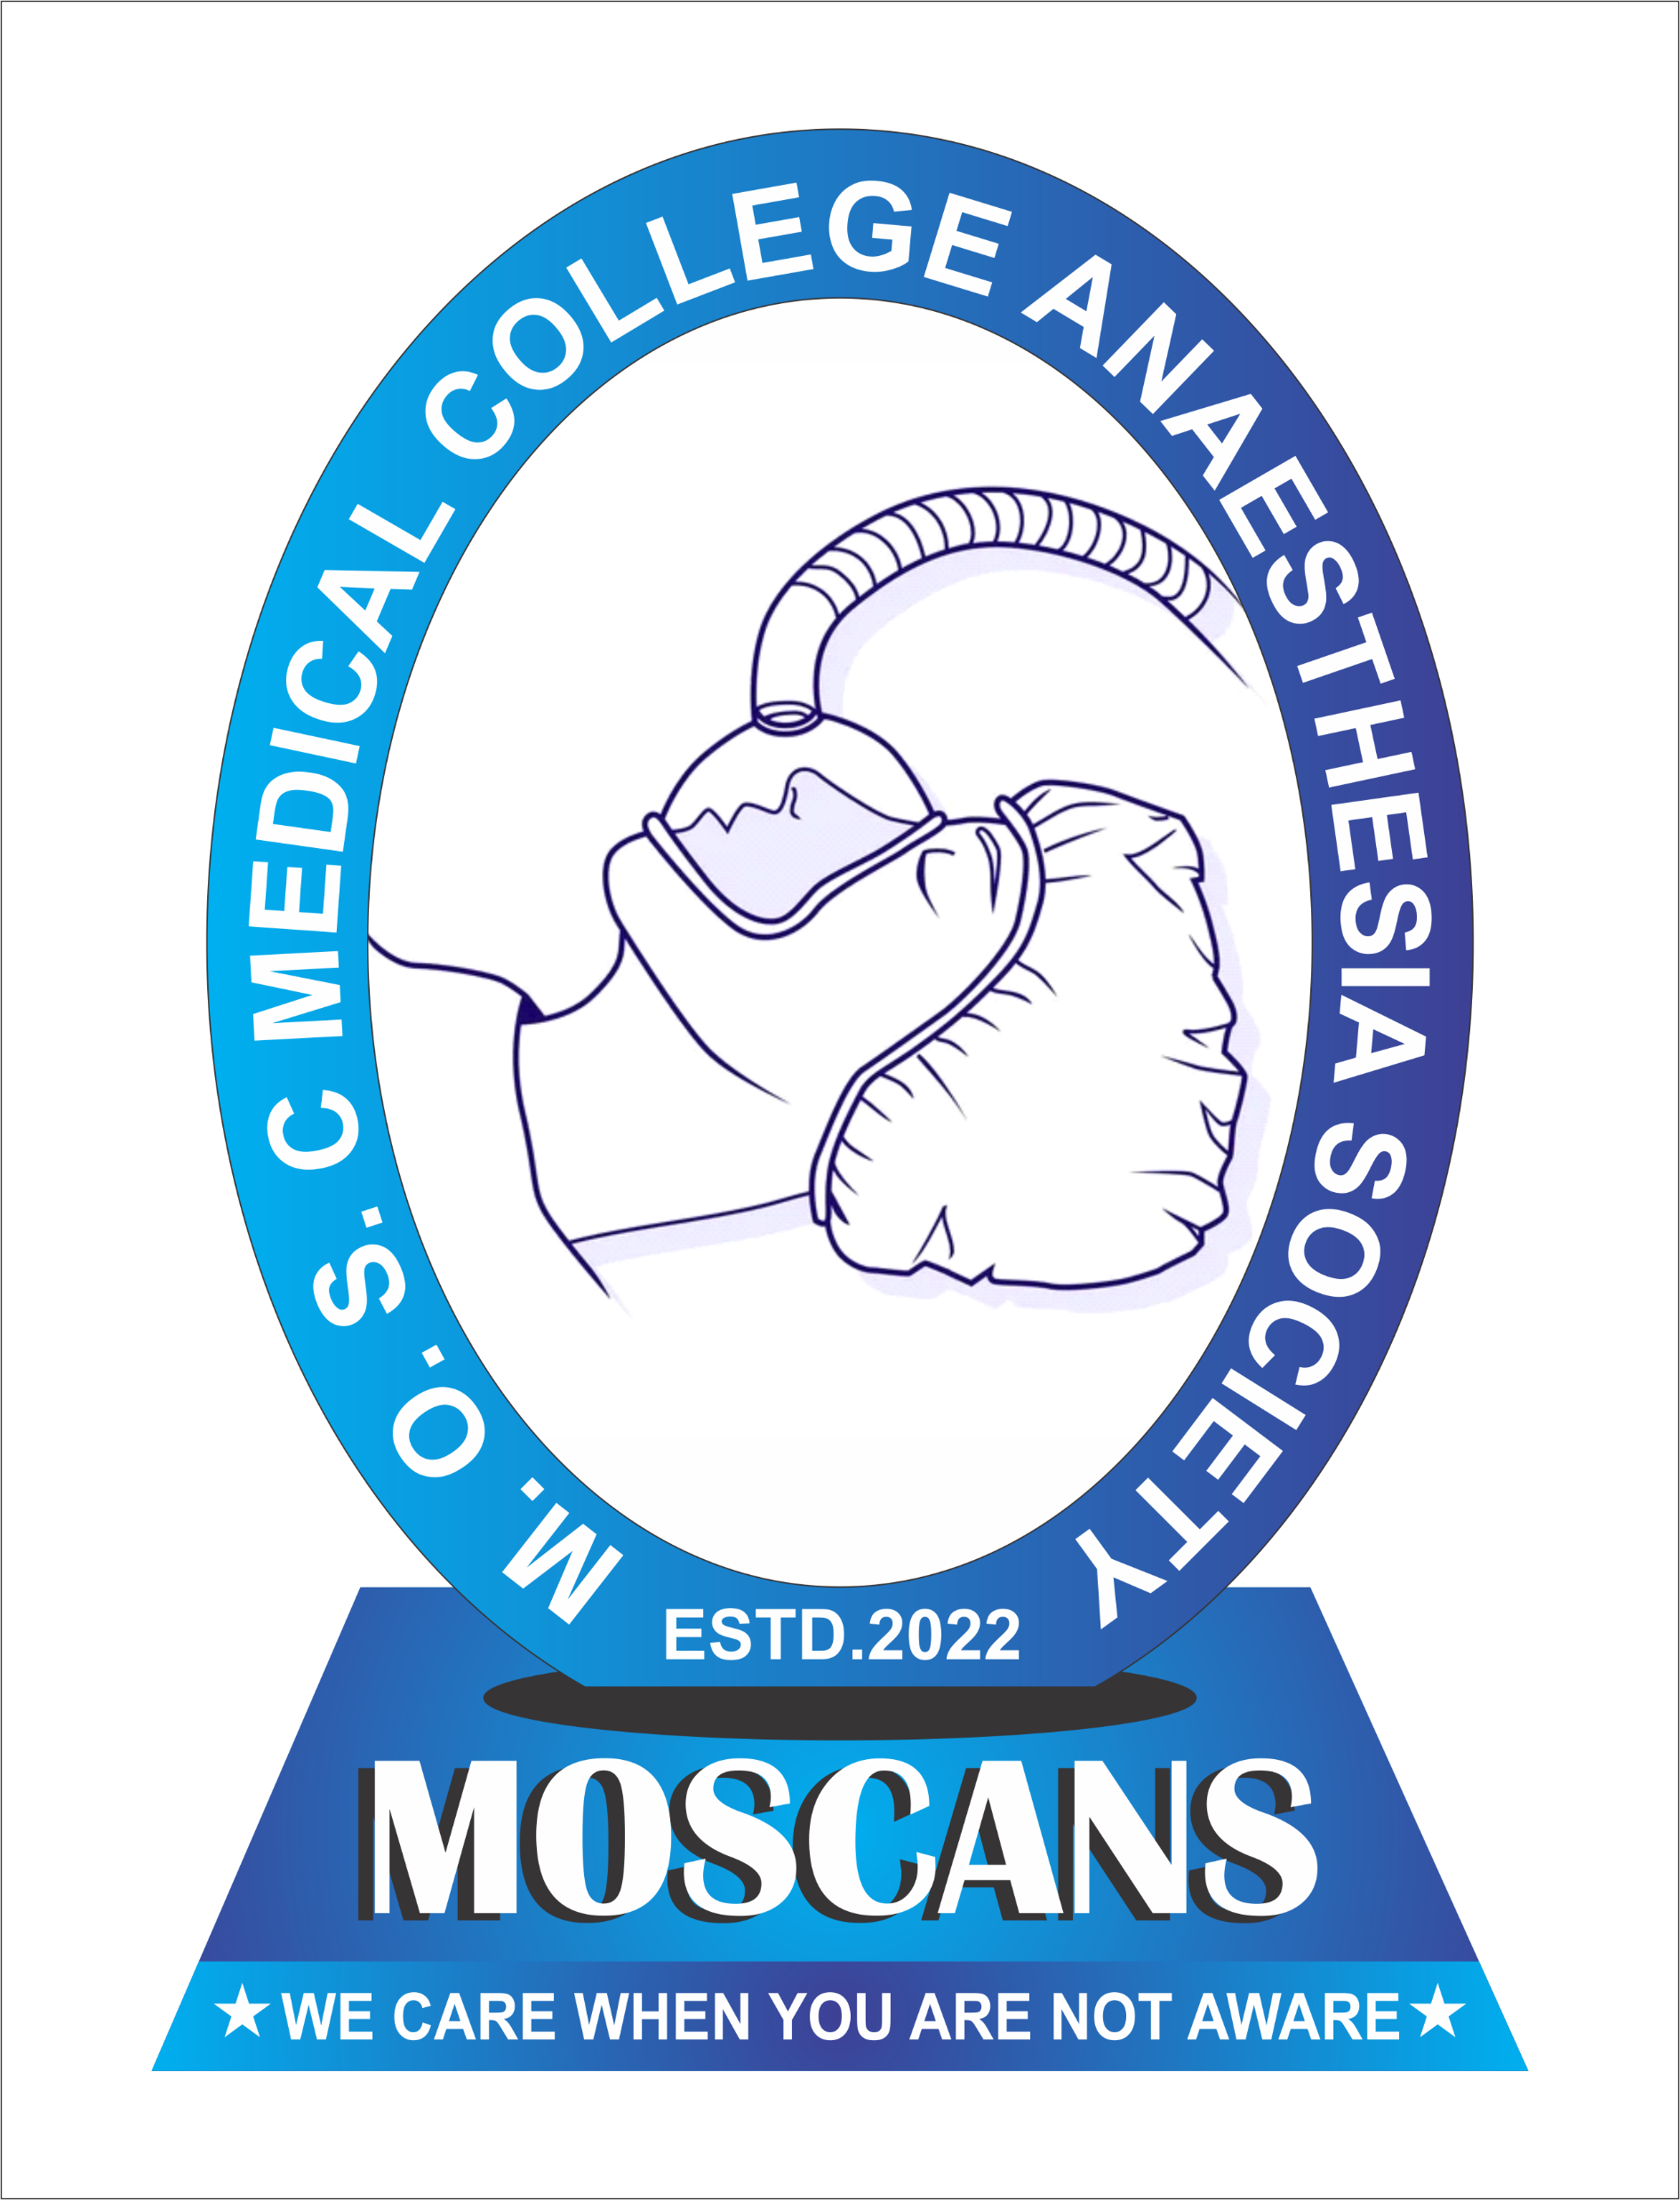 M.O.S.C MEDICAL COLLEGE ANAESTHESIA SOCIETY
ESTD.2022
MOSCANS
WE CARE WHEN YOU ARE NOT AWARE